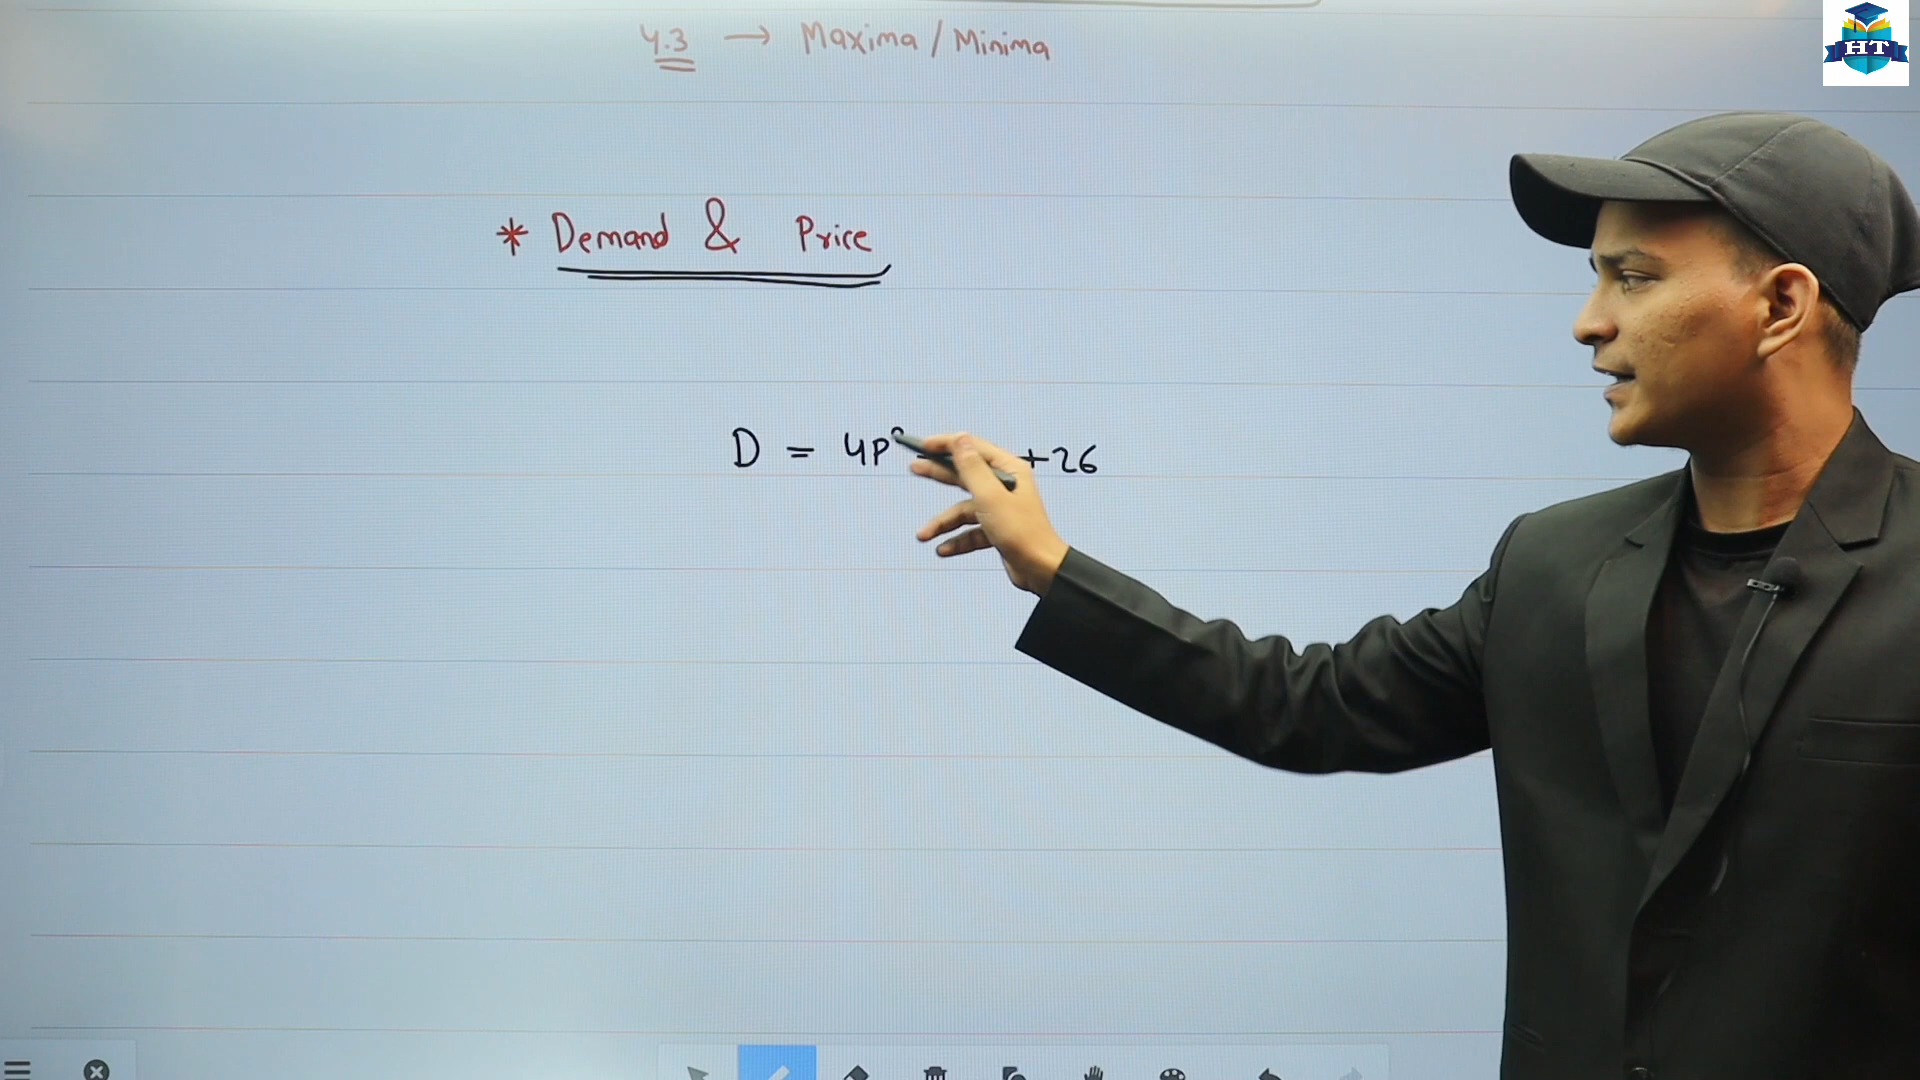 4.3 → Maxima / Minima
HT
* Demand & Price
D = 4p +26